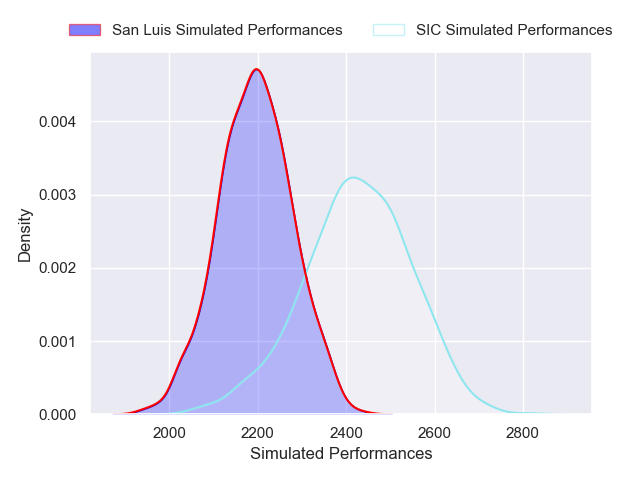 San Luis Simulated Performances SIC Simulated Performances
0.004
0.003
0.002
0.001
0.000
Density
2000 2200 2400 2600 2800
Simulated Performances